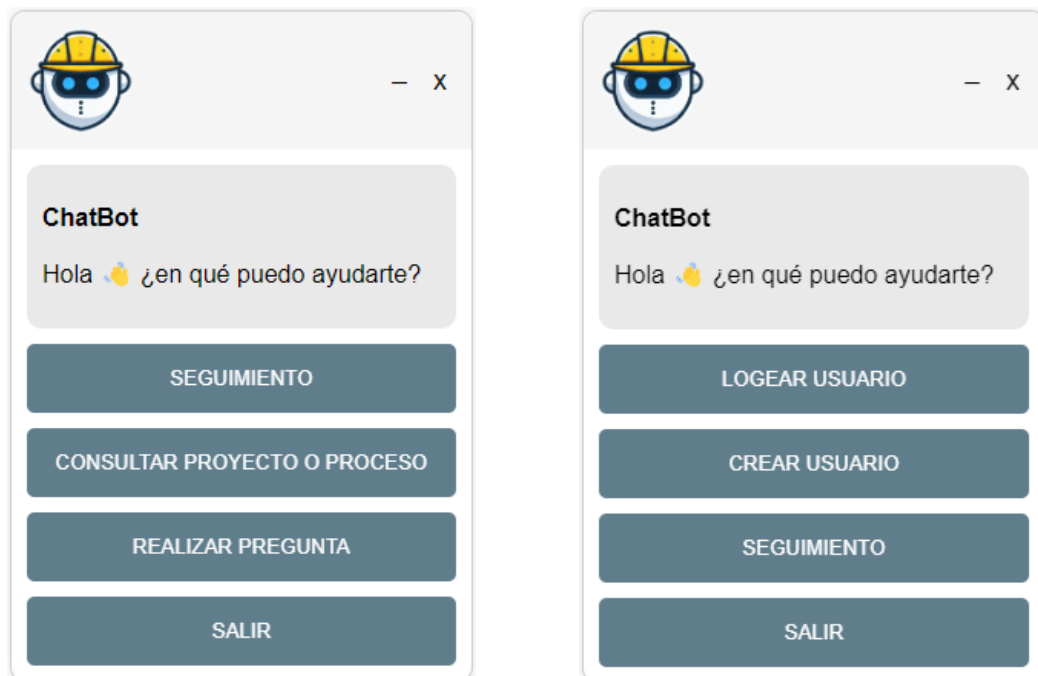 – X
ChatBot
Hola 👋 ¿en qué puedo ayudarte?
SEGUIMIENTO
CONSULTAR PROYECTO O PROCESO
REALIZAR PREGUNTA
SALIR
– X
ChatBot
Hola 👋 ¿en qué puedo ayudarte?
LOGEAR USUARIO
CREAR USUARIO
SEGUIMIENTO
SALIR